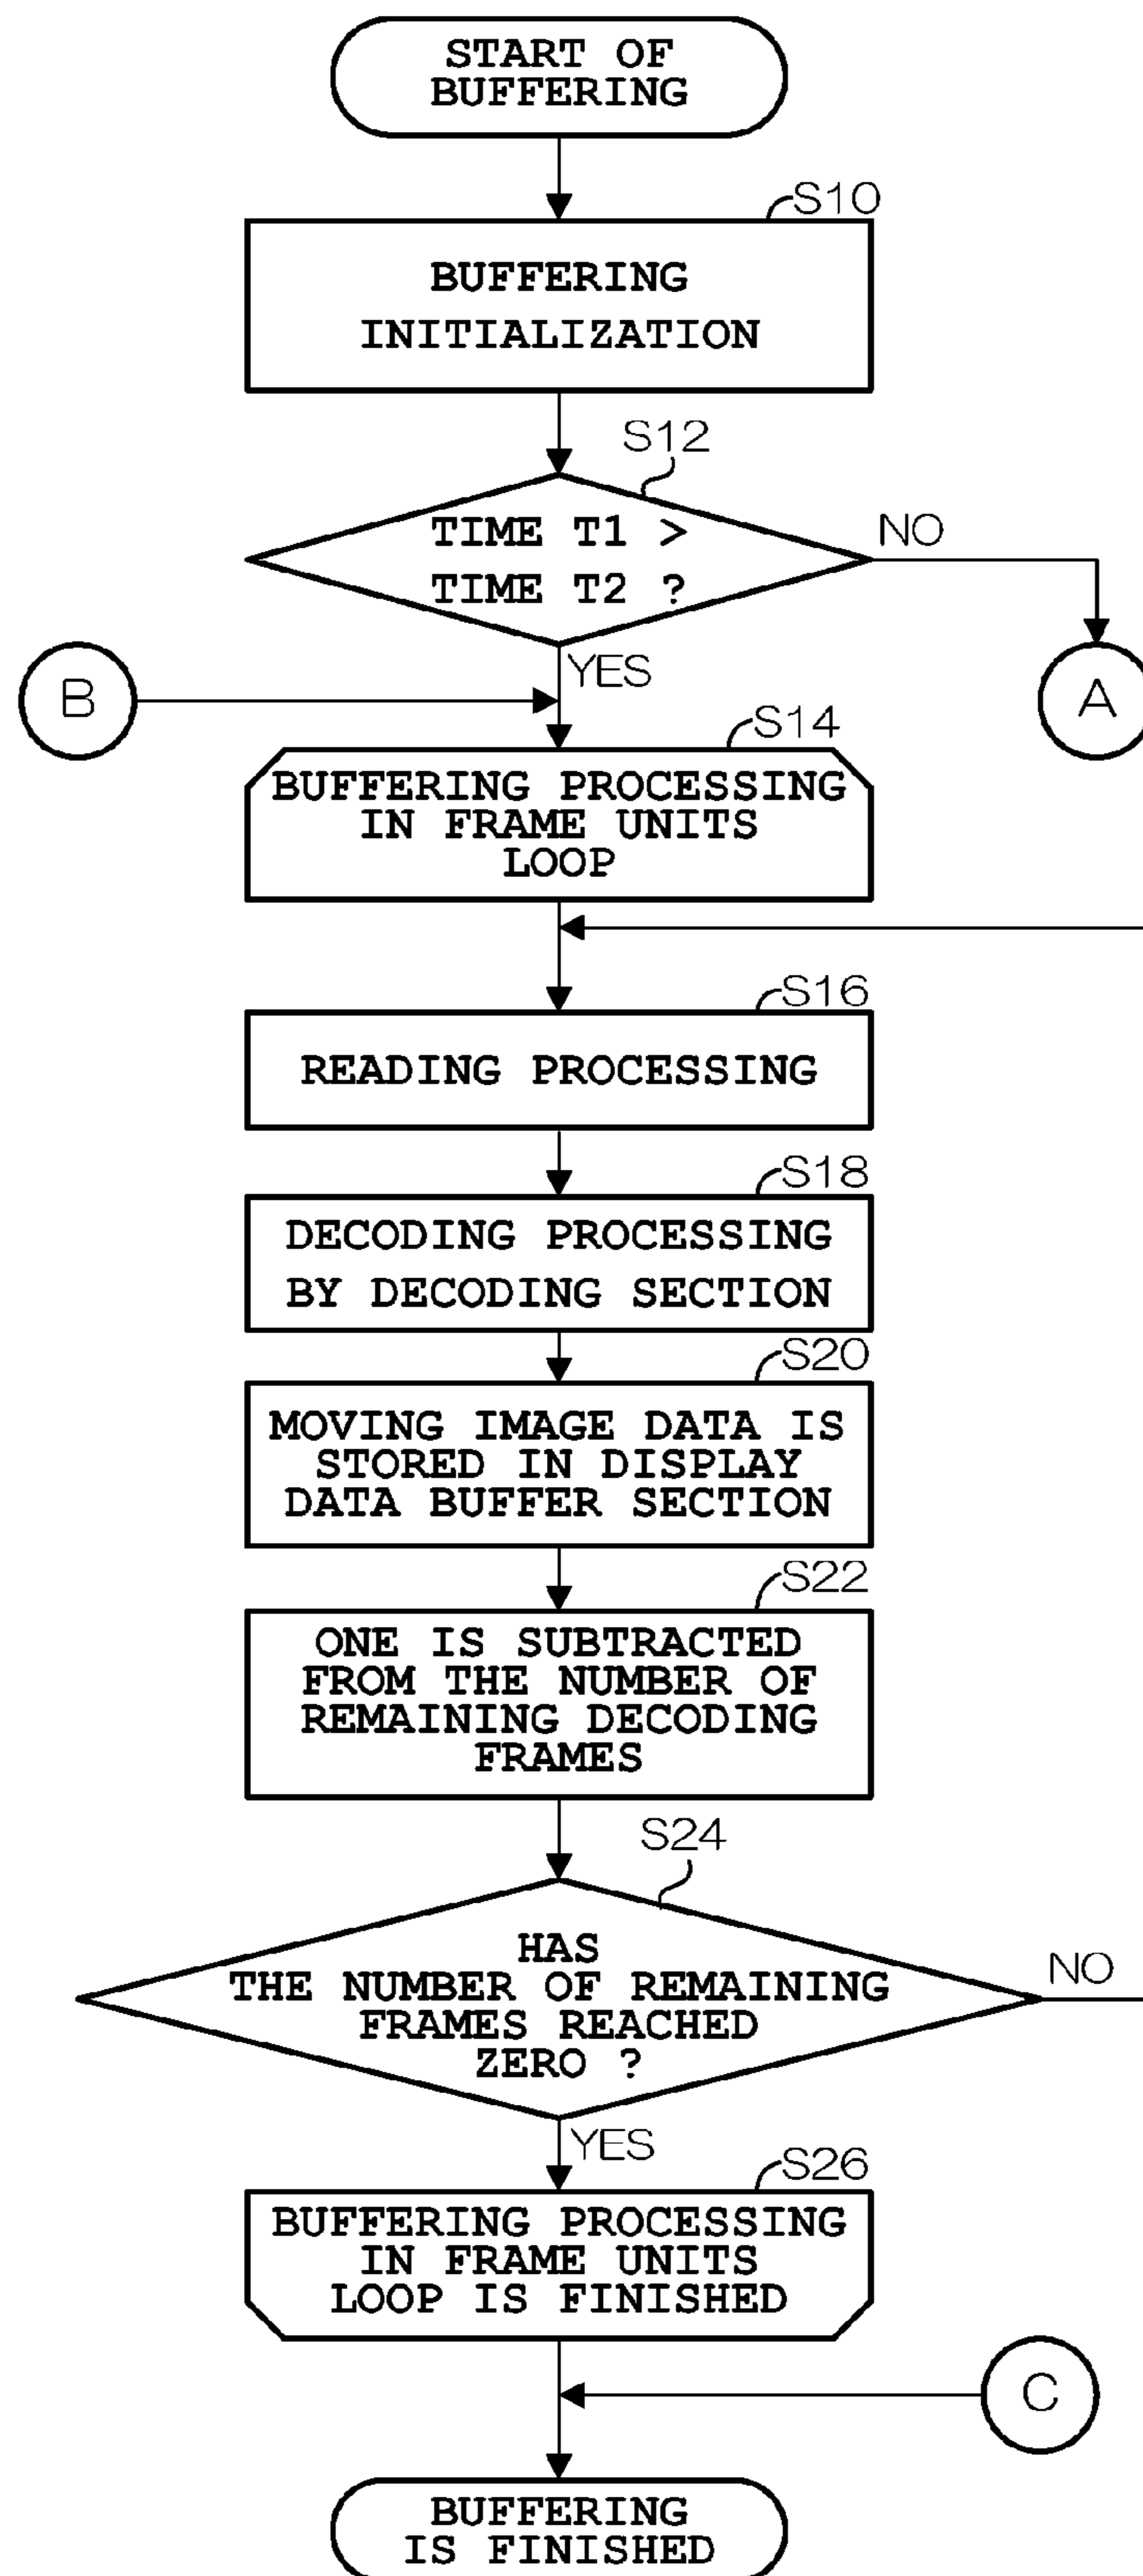 START OF
BUFFERING
S10
BUFFERING
INITIALIZATION
S12
TIME T1 >
TIME T2 ?
NO
YES
B
A
S14
BUFFERING PROCESSING
IN FRAME UNITS
LOOP
S16
READING PROCESSING
S18
DECODING PROCESSING
BY DECODING SECTION
S20
MOVING IMAGE DATA IS
STORED IN DISPLAY
DATA BUFFER SECTION
S22
ONE IS SUBTRACTED
FROM THE NUMBER OF
REMAINING DECODING
FRAMES
S24
HAS
THE NUMBER OF REMAINING
FRAMES REACHED
ZERO ?
NO
YES
S26
BUFFERING PROCESSING
IN FRAME UNITS
LOOP IS FINISHED
C
BUFFERING
IS FINISHED